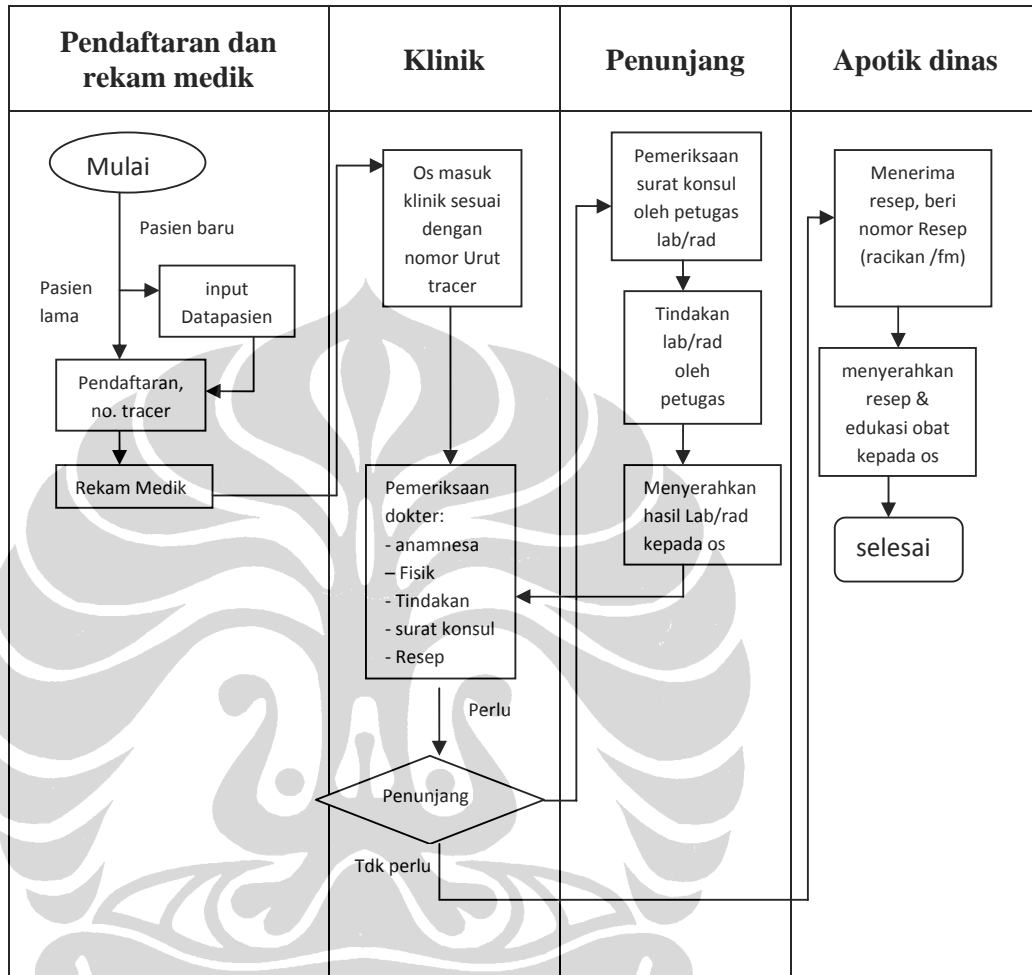 Pendaftaran dan
rekam medik
Klinik
Penunjang
Apotik dinas
Mulai
Pasien baru
Pasien
lama
input
Datapasien
Pendaftaran,
no. tracer
Rekam Medik
Os masuk
klinik sesuai
dengan
nomor Urut
tracer
Pemeriksaan
dokter:
- anamnesa
– Fisik
- Tindakan
- surat konsul
- Resep
Perlu
Penunjang
Tdk perlu
Pemeriksaan
surat konsul
oleh petugas
lab/rad
Tindakan
lab/rad
oleh
petugas
Menyerahkan
hasil Lab/rad
kepada os
Menerima
resep, beri
nomor Resep
(racikan /fm)
menyerahkan
resep &
edukasi obat
kepada os
selesai